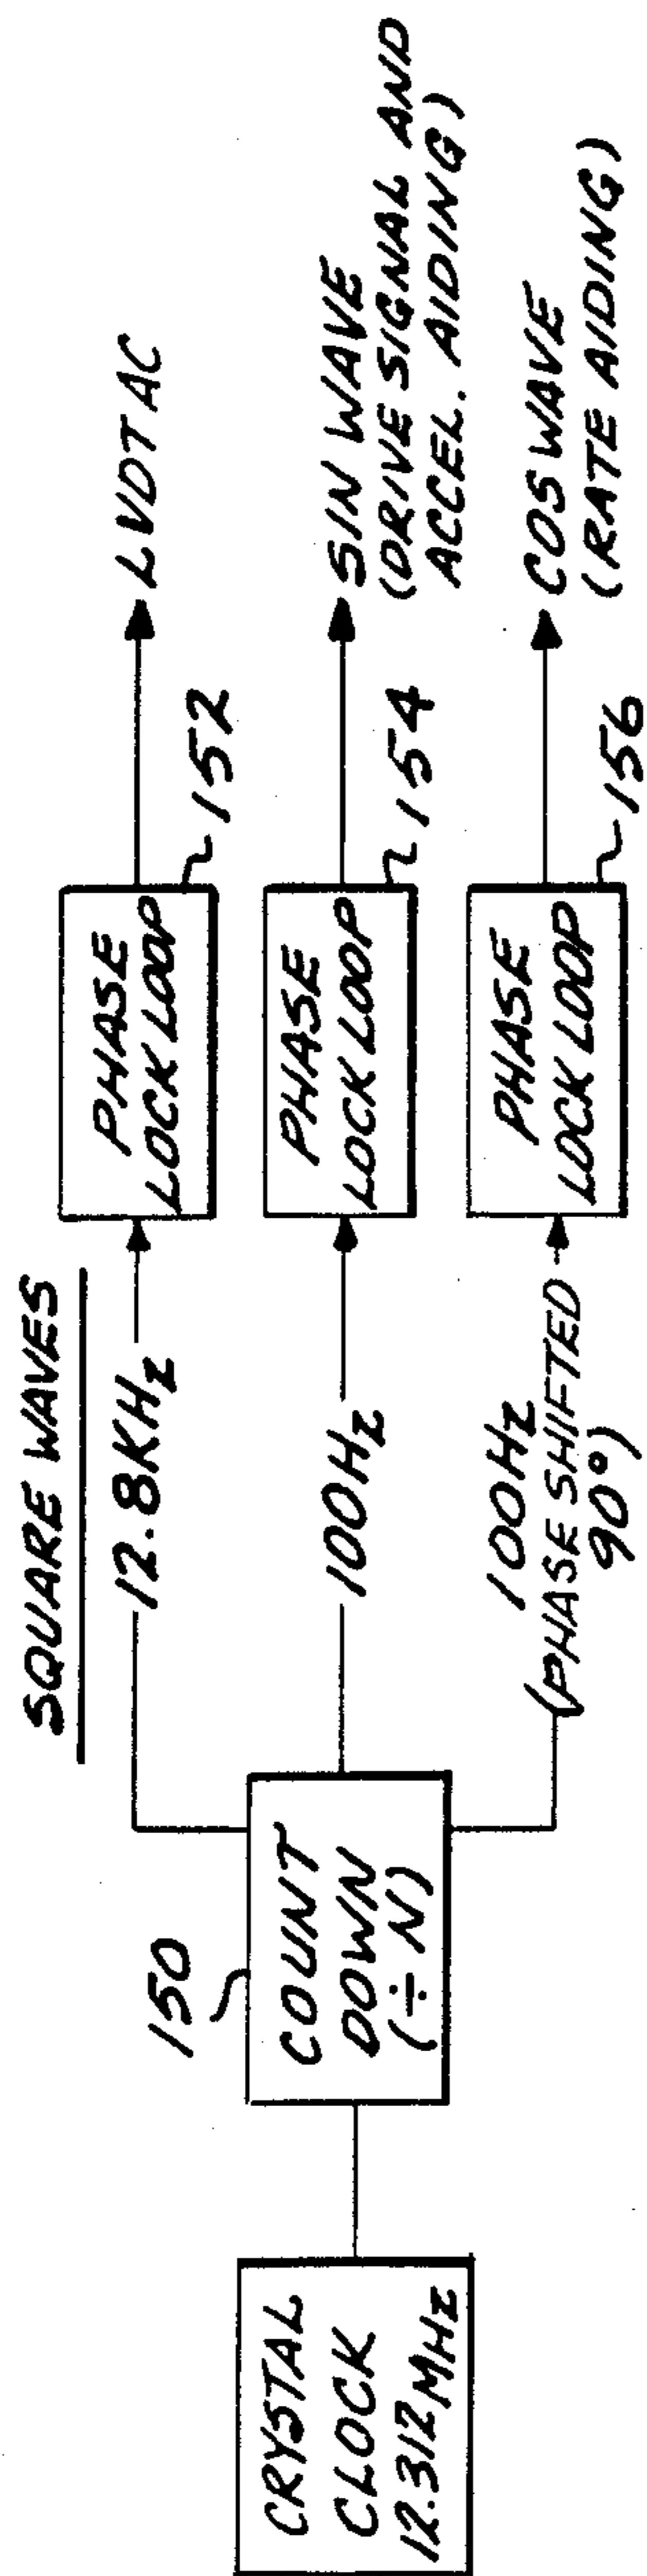 CRYSTAL
CLOCK
12.312 MHz
150
COUNT
DOWN
(÷ N)
SQUARE WAVES
12.8KHz
100Hz
100Hz
(PHASE SHIFTED
90°)
PHASE
LOCK LOOP
152
PHASE
LOCK LOOP
154
PHASE
LOCK LOOP
156
LVDT AC
SIN WAVE
(DRIVE SIGNAL AND
ACCEL. AIDING)
COS WAVE
(RATE AIDING)